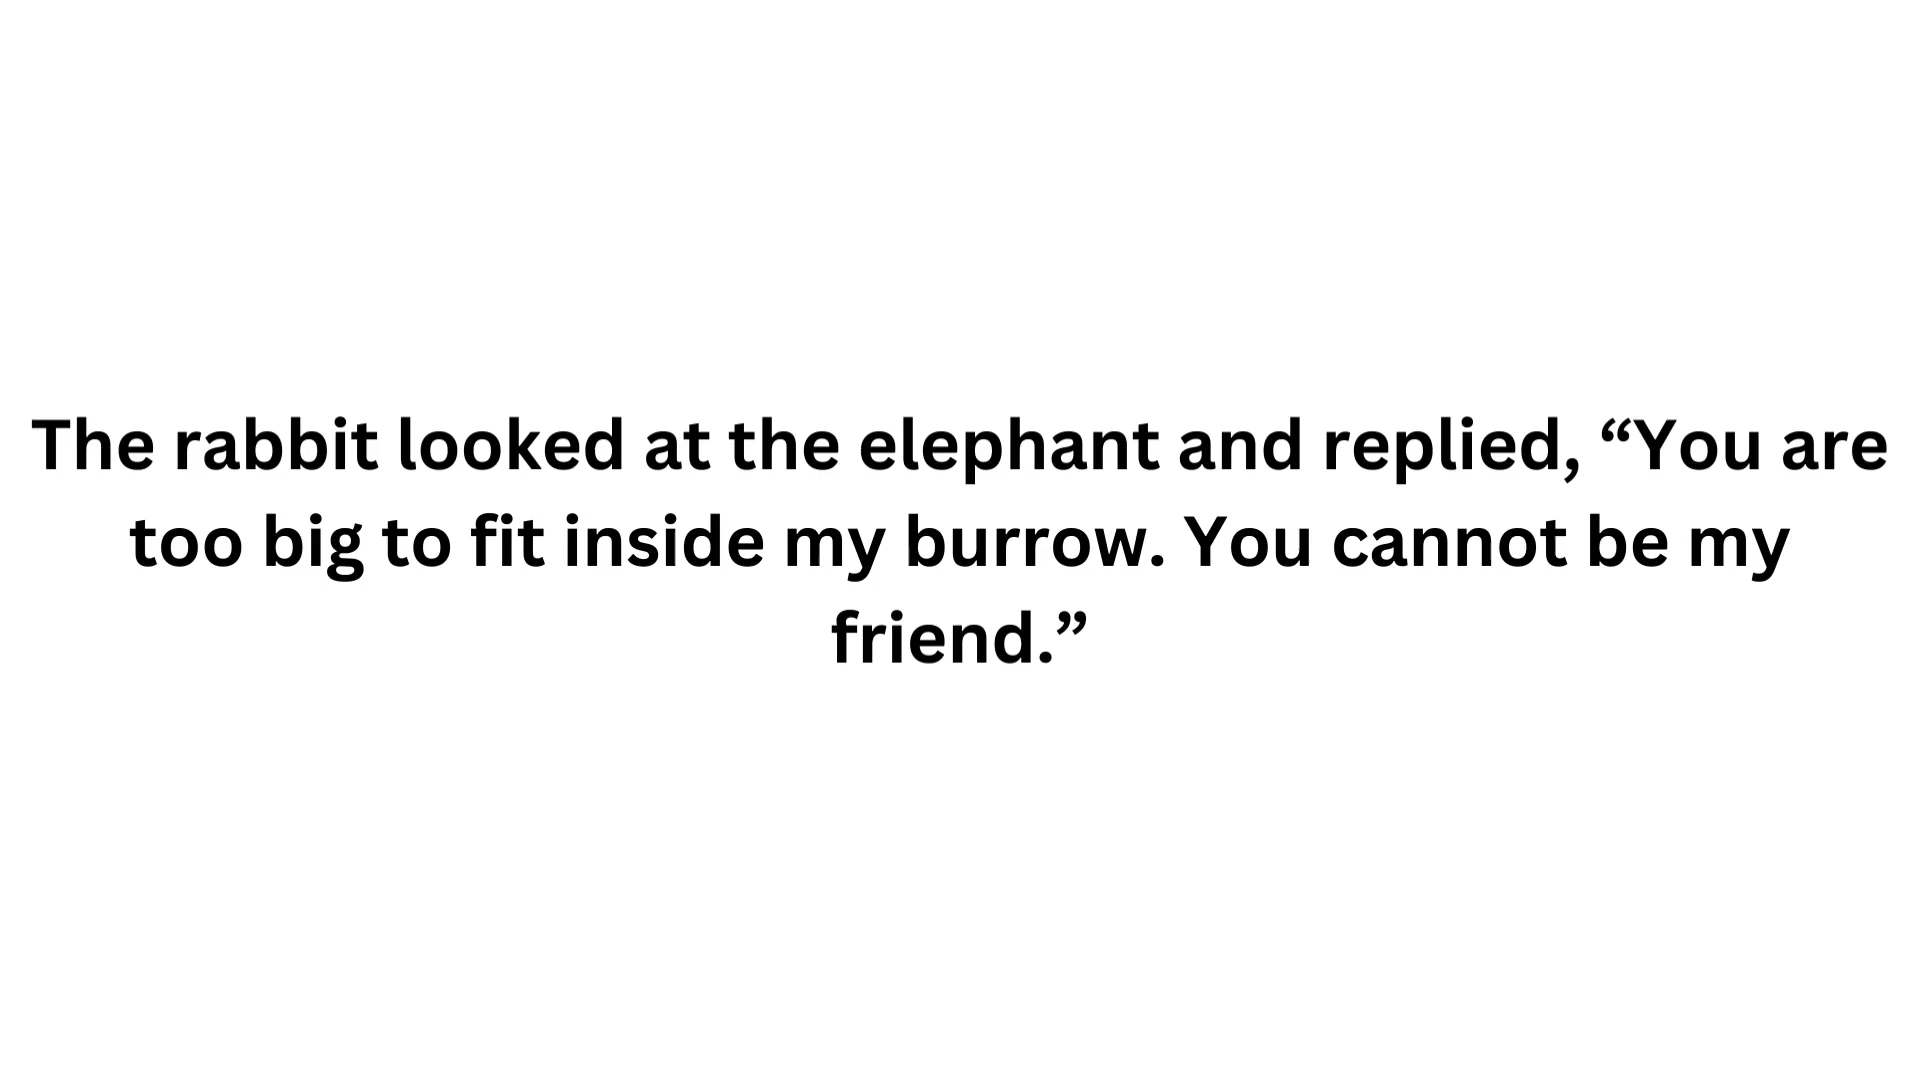 The rabbit looked at the elephant and replied, “You are
too big to fit inside my burrow. You cannot be my
friend.”